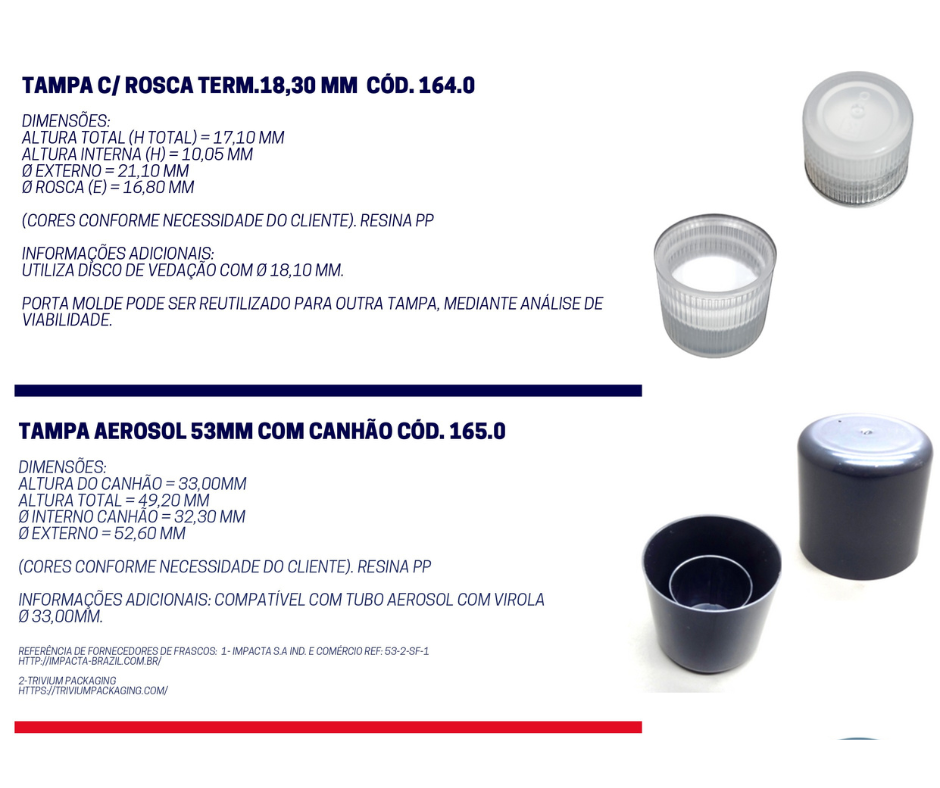 TAMPA C/ ROSCA TERM.18,30 MM CÓD. 164.0
DIMENSÕES:
ALTURA TOTAL (H TOTAL) = 17,10 MM
ALTURA INTERNA (H) = 10,05 MM
Ø EXTERNO = 21,10 MM
Ø ROSCA (E) = 16,80 MM
(CORES CONFORME NECESSIDADE DO CLIENTE). RESINA PP
INFORMAÇÕES ADICIONAIS:
UTILIZA DISCO DE VEDAÇÃO COM Ø 18,10 MM.
PORTA MOLDE PODE SER REUTILIZADO PARA OUTRA TAMPA, MEDIANTE ANÁLISE DE
VIABILIDADE.
TAMPA AEROSOL 53MM COM CANHÃO CÓD. 165.0
DIMENSÕES:
ALTURA DO CANHÃO = 33,00MM
ALTURA TOTAL = 49,20 MM
Ø INTERNO CANHÃO = 32,30 MM
Ø EXTERNO = 52,60 MM
(CORES CONFORME NECESSIDADE DO CLIENTE). RESINA PP
INFORMAÇÕES ADICIONAIS: COMPATÍVEL COM TUBO AEROSOL COM VIROLA
Ø 33,00MM.
REFERÊNCIA DE FORNECEDORES DE FRASCOS: 1- IMPACTA S.A IND. E COMÉRCIO REF: 53-2-SF-1
HTTP://IMPACTA-BRAZIL.COM.BR/
2-TRIVIUM PACKAGING
HTTPS://TRIVIUMPACKAGING.COM/